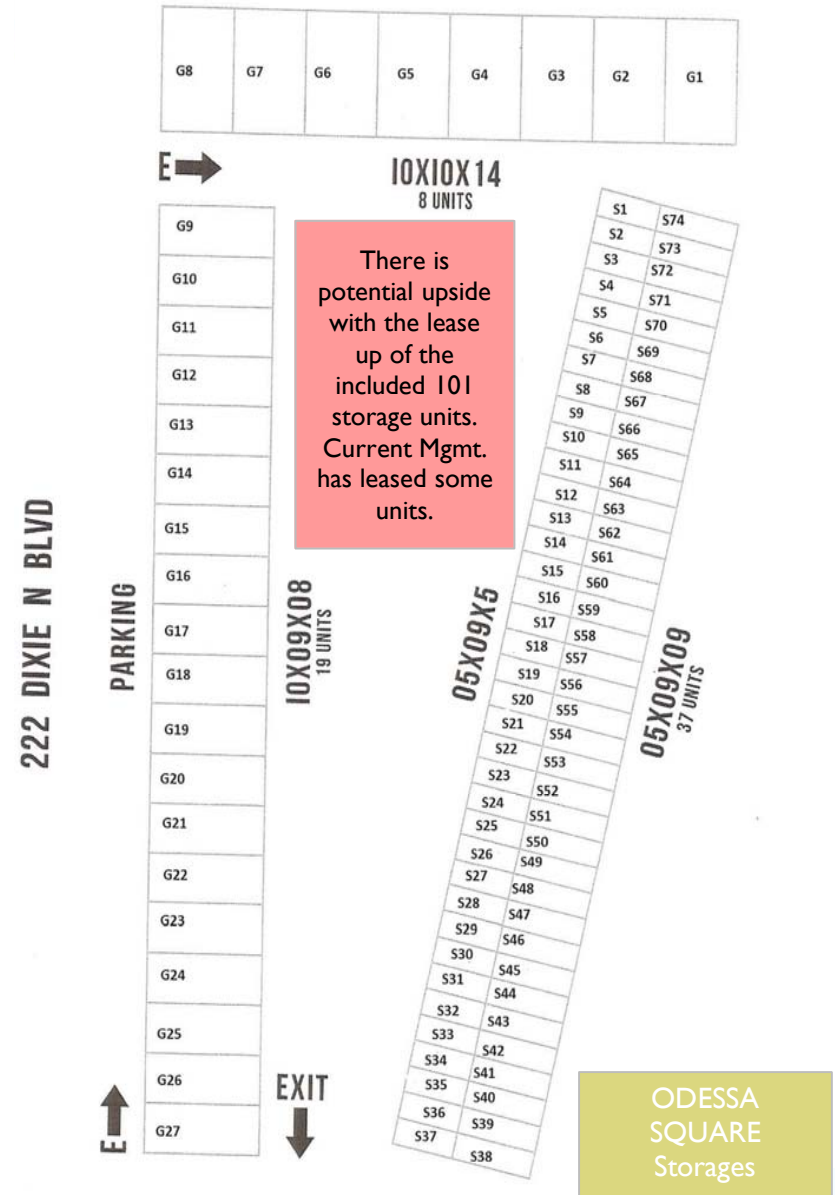 G8 G7 G6 G5 G4 G3 G2 G1
E
10X10X14
8 UNITS
G9
G10
G11
G12
G13
G14
G15
G16
G17
G18
G19
G20
G21
G22
G23
G24
G25
G26
G27
There is
potential upside
with the lease
up of the
included 101
storage units.
Current Mgmt.
has leased some
units.
222 DIXIE N BLVD
PARKING
10X09X08
19 UNITS
S1 S74
S2 S73
S3 S72
S4 S71
S5 S70
S6 S69
S7 S68
S8 S67
S9 S66
S10 S65
S11 S64
S12 S63
S13 S62
S14 S61
S15 S60
S16 S59
S17 S58
S18 S57
S19 S56
S20 S55
S21 S54
S22 S53
S23 S52
S24 S51
S25 S50
S26 S49
S27 S48
S28 S47
S29 S46
S30 S45
S31 S44
S32 S43
S33 S42
S34 S41
S35 S40
S36 S39
S37 S38
05X09X5
05X09X09
37 UNITS
E
EXIT
ODESSA
SQUARE
Storages